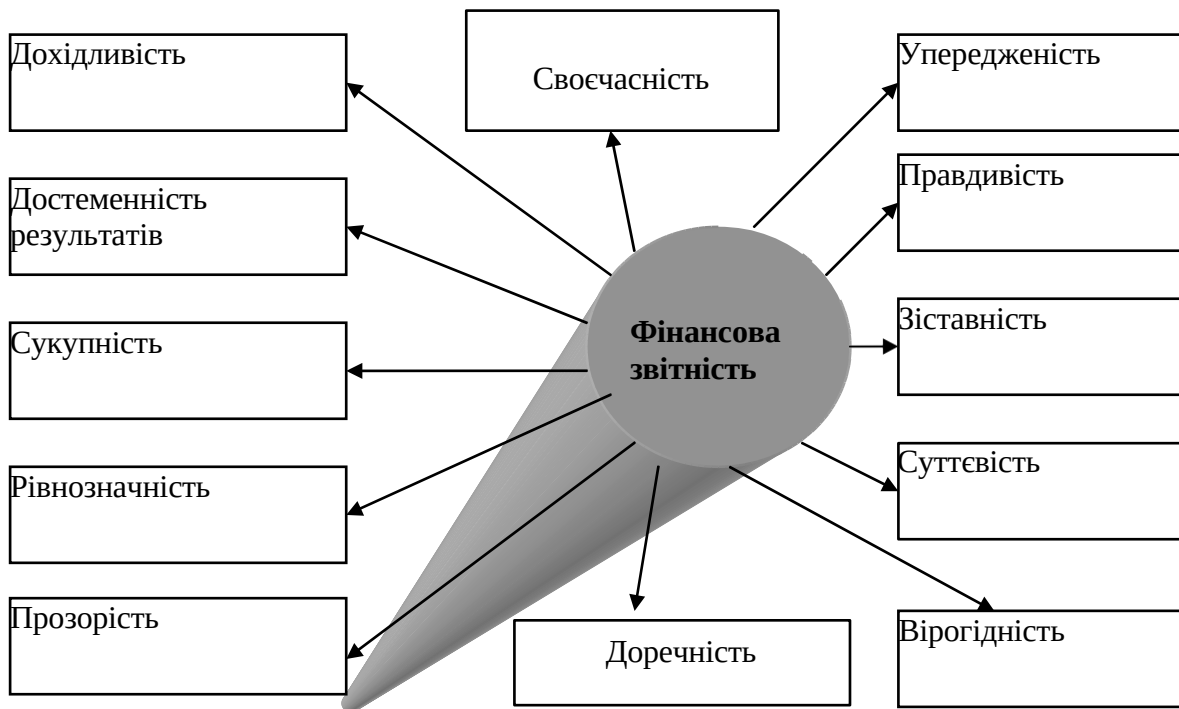 Дохідливість
Своєчасність
Упередженість
Достеменність
результатів
Правдивість
Сукупність
Фінансова
звітність
Зіставність
Рівнозначність
Суттєвість
Прозорість
Доречність
Вірогідність